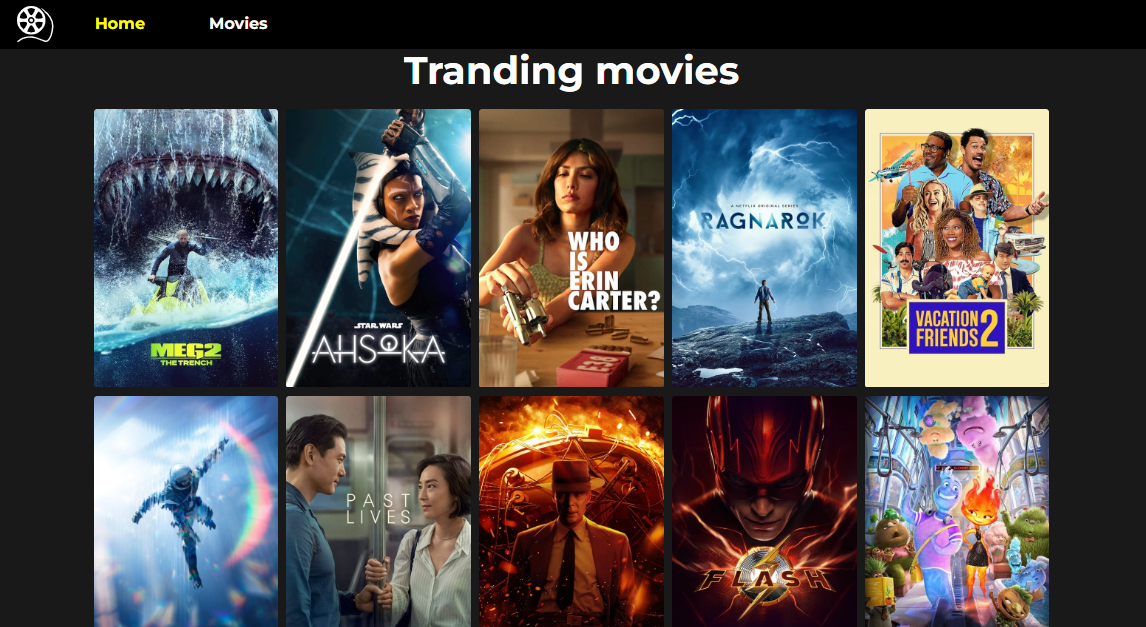 Home Movies
Tranding movies
MEG2
THE TRENCH
STAR WARS
AHSOKA
WHO
IS
ERIN
CARTER?
A NETFLIX ORIGINAL SERIES
RAGNAROK
VACATION
FRIENDS 2
PAST
LIVES
FLASH